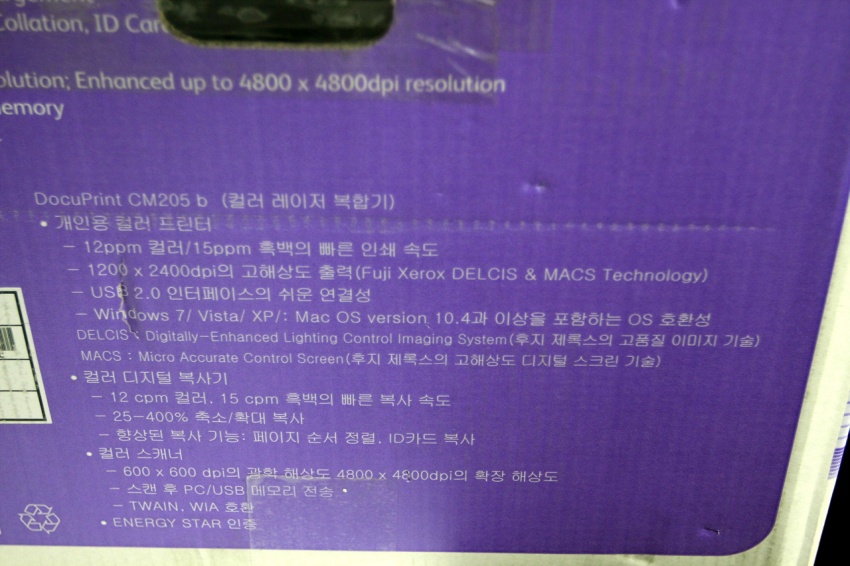 Collation, ID Card
olution; Enhanced up to 4800 x 4800dpi resolution
emory
DocuPrint CM205 b (컬러 레이저 복합기)
• 개인용 컬러 프린터
– 12ppm 컬러/15ppm 흑백의 빠른 인쇄 속도
– 1200 x 2400dpi의 고해상도 출력(Fuji Xerox DELCIS & MACS Technology)
– USB 2.0 인터페이스의 쉬운 연결성
– Windows 7/ Vista/ XP/: Mac OS version 10.4과 이상을 포함하는 OS 호환성
DELCIS : Digitally-Enhanced Lighting Control Imaging System(후지 제록스의 고품질 이미지 기술)
MACS : Micro Accurate Control Screen(후지 제록스의 고해상도 디지털 스크린 기술)
• 컬러 디지털 복사기
– 12 cpm 컬러, 15 cpm 흑백의 빠른 복사 속도
– 25-400% 축소/확대 복사
– 향상된 복사 기능: 페이지 순서 정렬, ID카드 복사
• 컬러 스캐너
– 600 x 600 dpi의 광학 해상도 4800 x 4800dpi의 확장 해상도
– 스캔 후 PC/USB 메모리 전송 •
– TWAIN, WIA 호환
• ENERGY STAR 인증